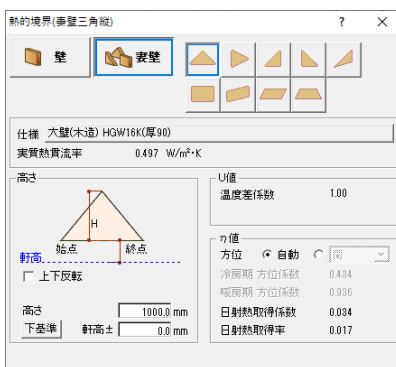 熱的境界(妻壁三角縦) ? ×
壁 妻壁
仕様 大壁(木造) HGW16K(厚90)
実質熱貫流率 0.497 W/m²・K
高さ
H
始点 終点
軒高
上下反転
高さ 1000.0 mm
下基準 軒高± 0.0 mm
U値
温度差係数 1.00
η値
方位 自動
冷房期 方位係数 0.434
暖房期 方位係数 0.936
日射熱取得係数 0.034
日射熱取得率 0.017